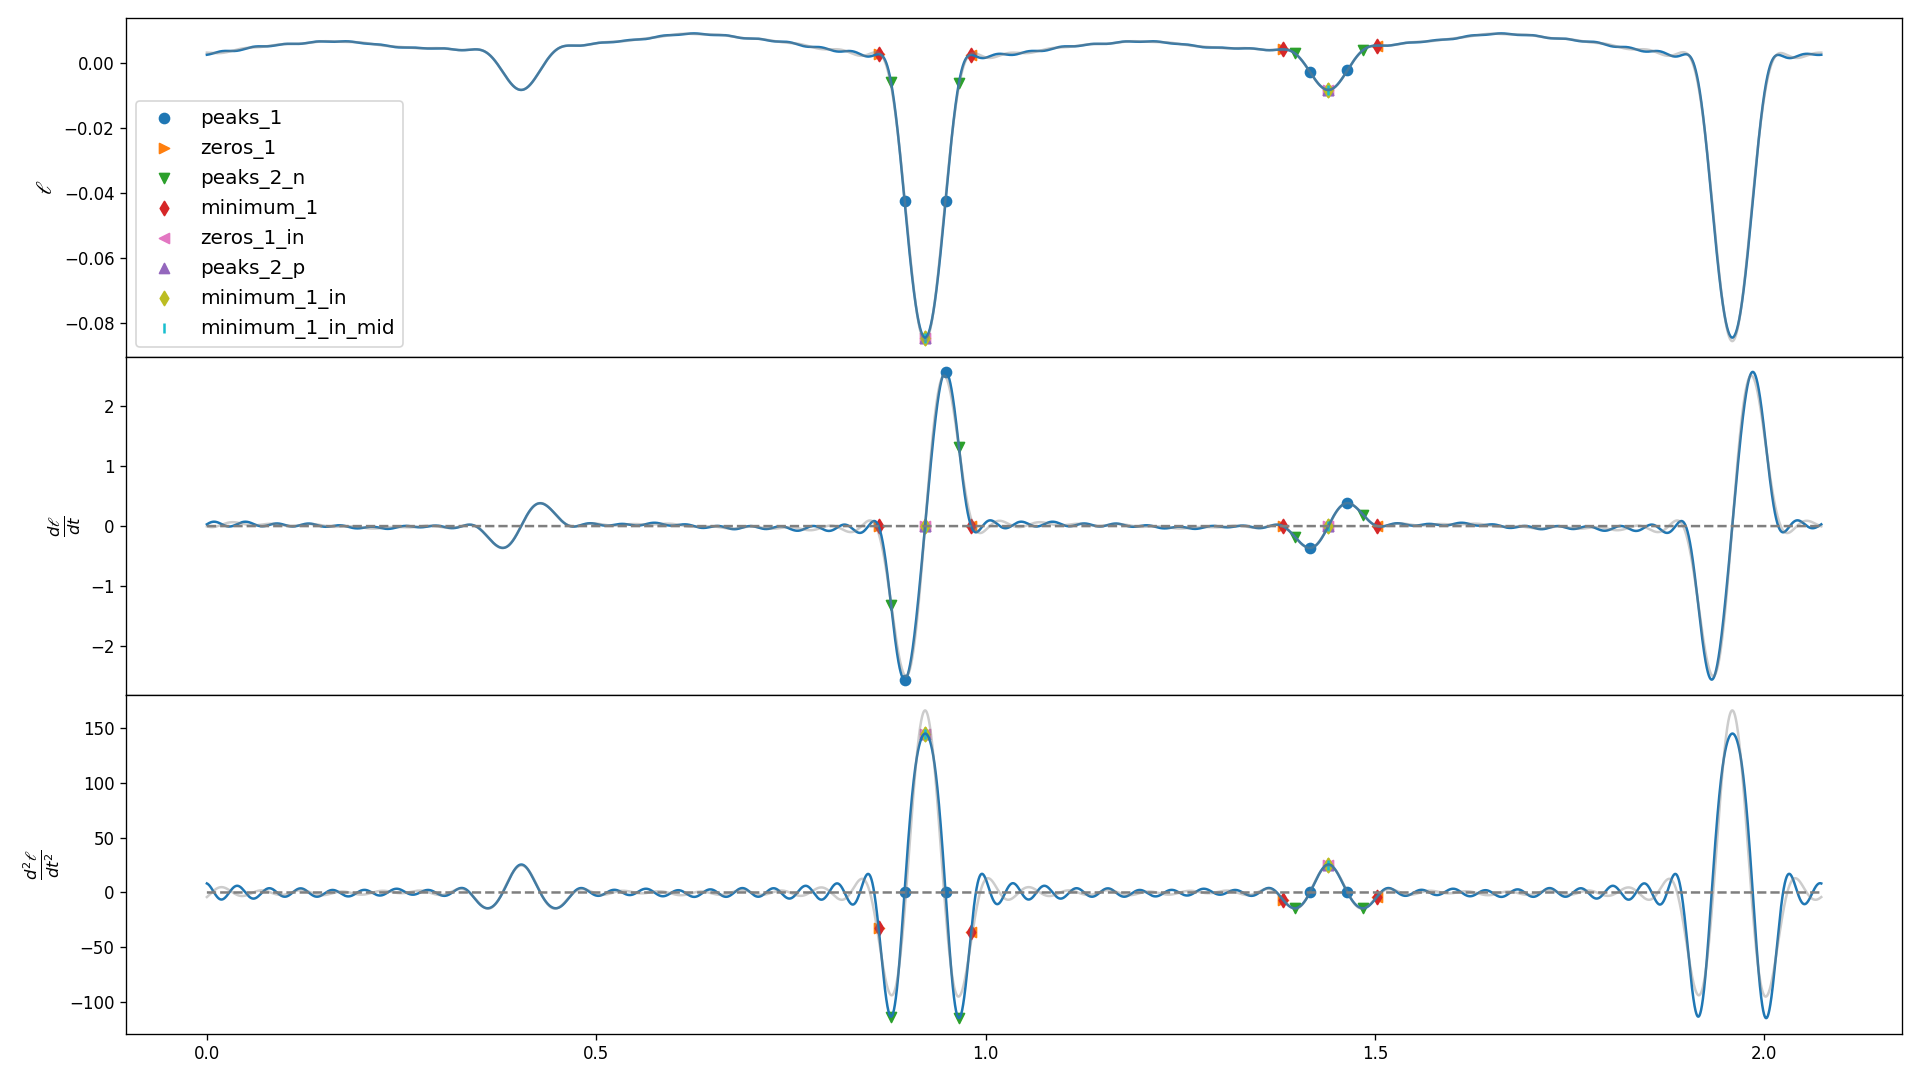 ℓ
0.00
−0.02
−0.04
−0.06
−0.08
peaks_1
zeros_1
peaks_2_n
minimum_1
zeros_1_in
peaks_2_p
minimum_1_in
minimum_1_in_mid
dℓ/dt
2
1
0
−1
−2
d²ℓ/dt²
150
100
50
0
−50
−100
0.0 0.5 1.0 1.5 2.0